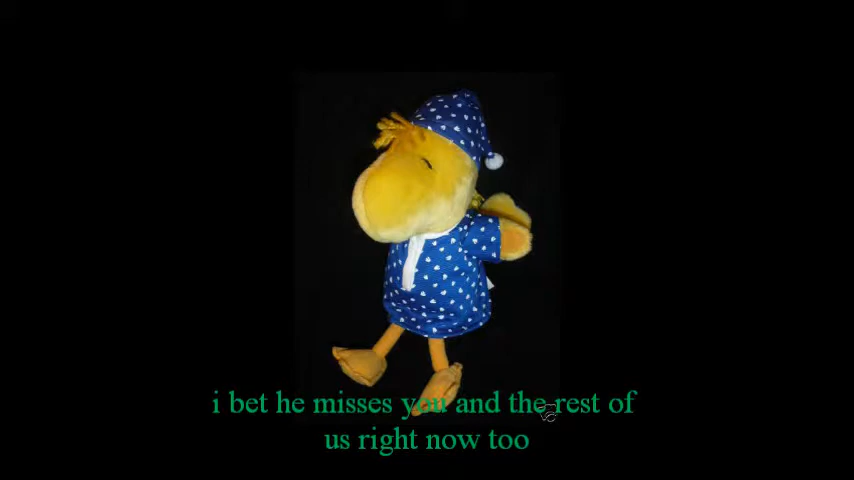 i bet he misses you and the rest of
us right now too